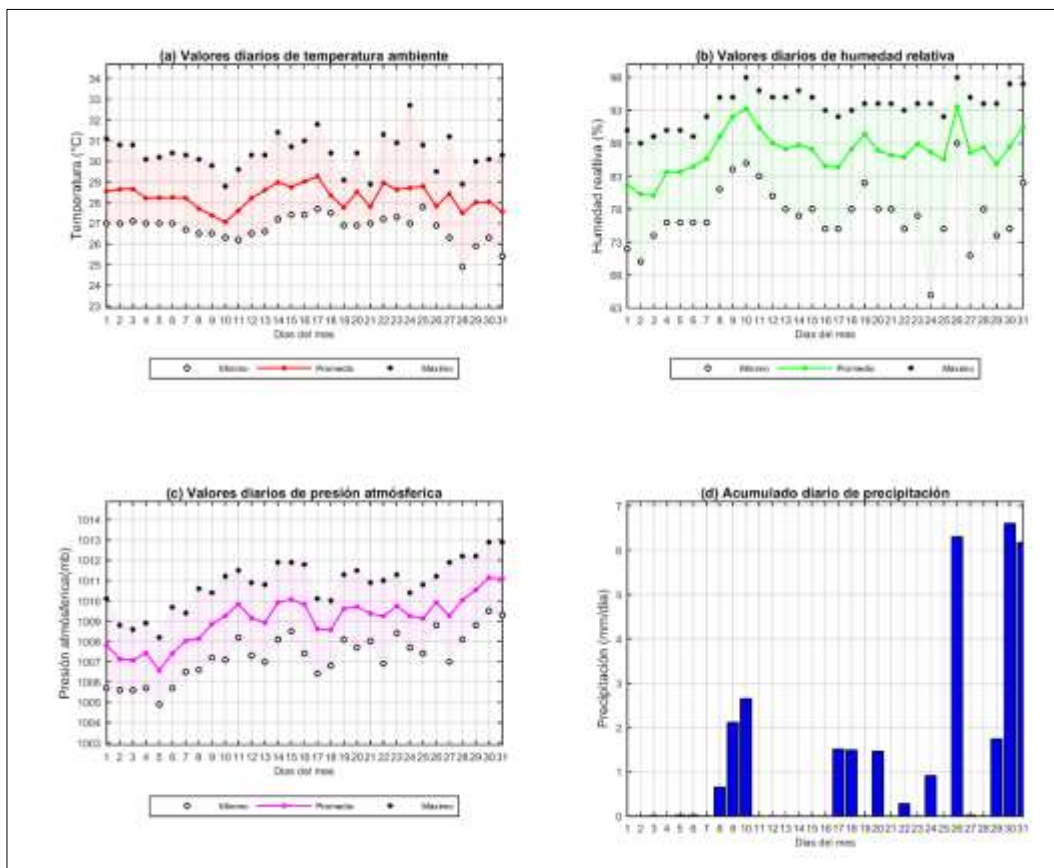 (a) Valores diarios de temperatura ambiente
Temperatura (°C)
34
33
32
31
30
29
28
27
26
25
24
23
1 2 3 4 5 6 7 8 9 10 11 12 13 14 15 16 17 18 19 20 21 22 23 24 25 26 27 28 29 30 31
Dias del mes
Mínimo Promedio Máximo
(b) Valores diarios de humedad relativa
Humedad realtiva (%)
98
93
88
83
78
73
68
63
1 2 3 4 5 6 7 8 9 10 11 12 13 14 15 16 17 18 19 20 21 22 23 24 25 26 27 28 29 30 31
Dias del mes
Mínimo Promedio Máximo
(c) Valores diarios de presión atmósferica
Presión atmósferica(mb)
1014
1013
1012
1011
1010
1009
1008
1007
1006
1005
1004
1003
1 2 3 4 5 6 7 8 9 10 11 12 13 14 15 16 17 18 19 20 21 22 23 24 25 26 27 28 29 30 31
Dias del mes
Mínimo Promedio Máximo
(d) Acumulado diario de precipitación
Precipitación (mm/dia)
7
6
5
4
3
2
1
0
1 2 3 4 5 6 7 8 9 10 11 12 13 14 15 16 17 18 19 20 21 22 23 24 25 26 27 28 29 30 31
Dias del mes